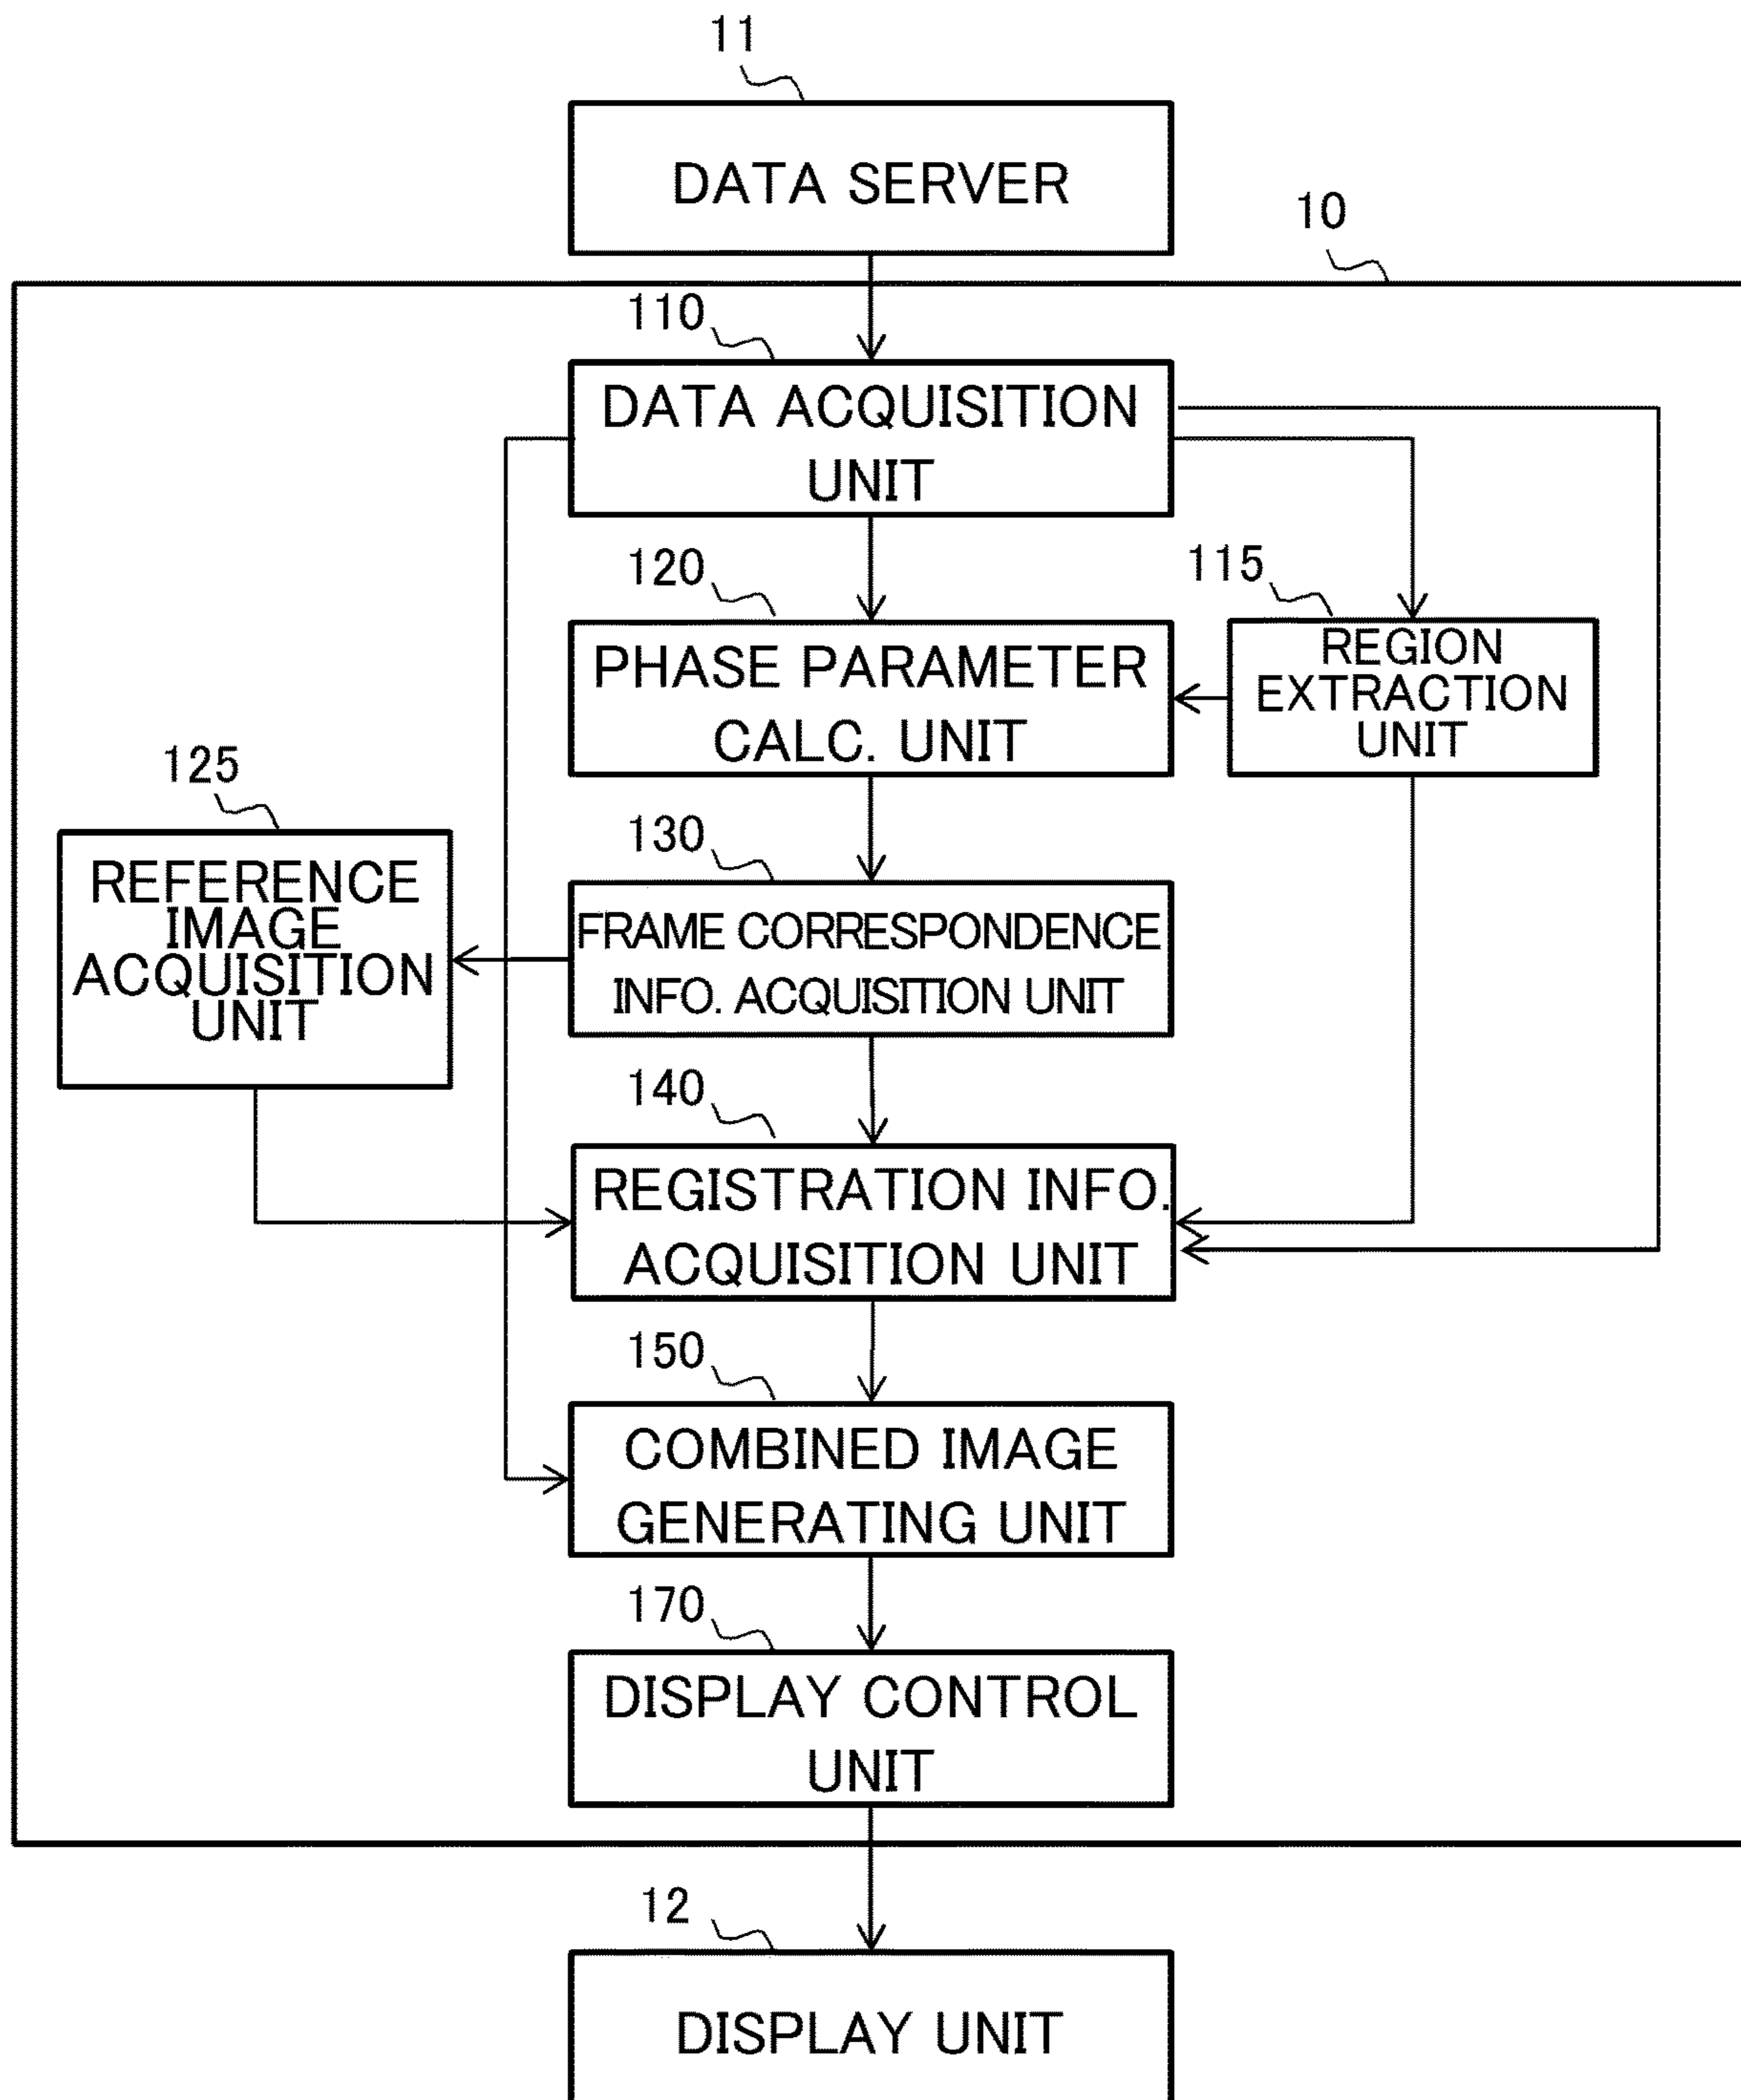 11
DATA SERVER
10
110
DATA ACQUISITION
UNIT
120
PHASE PARAMETER
CALC. UNIT
115
REGION
EXTRACTION
UNIT
125
REFERENCE
IMAGE
ACQUISITION
UNIT
130
FRAME CORRESPONDENCE
INFO. ACQUISITION UNIT
140
REGISTRATION INFO.
ACQUISITION UNIT
150
COMBINED IMAGE
GENERATING UNIT
170
DISPLAY CONTROL
UNIT
12
DISPLAY UNIT